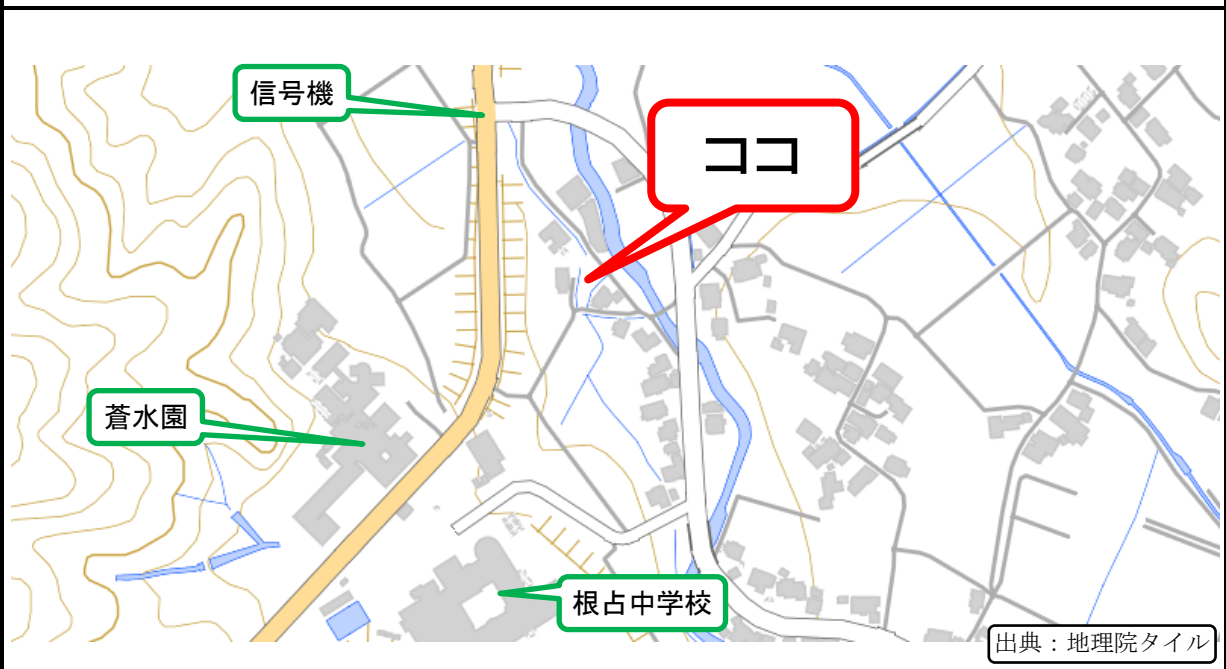 信号機
ココ
蒼水園
根占中学校
出典：地理院タイル